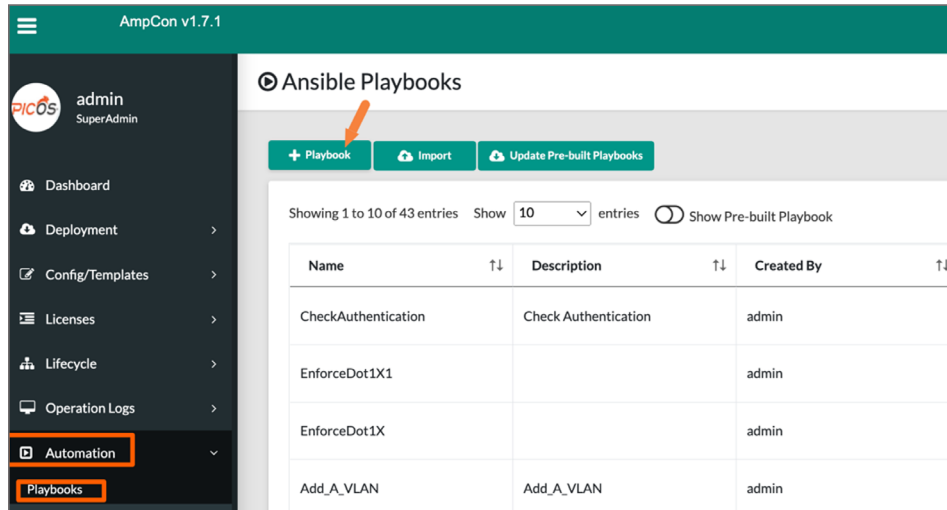 AmpCon v1.7.1
PICOS
admin
SuperAdmin
Dashboard
Deployment
Config/Templates
Licenses
Lifecycle
Operation Logs
Automation
Playbooks
Ansible Playbooks
+ Playbook Import Update Pre-built Playbooks
Showing 1 to 10 of 43 entries Show 10 entries Show Pre-built Playbook
Name Description Created By
CheckAuthentication Check Authentication admin
EnforceDot1X1 admin
EnforceDot1X admin
Add_A_VLAN Add_A_VLAN admin